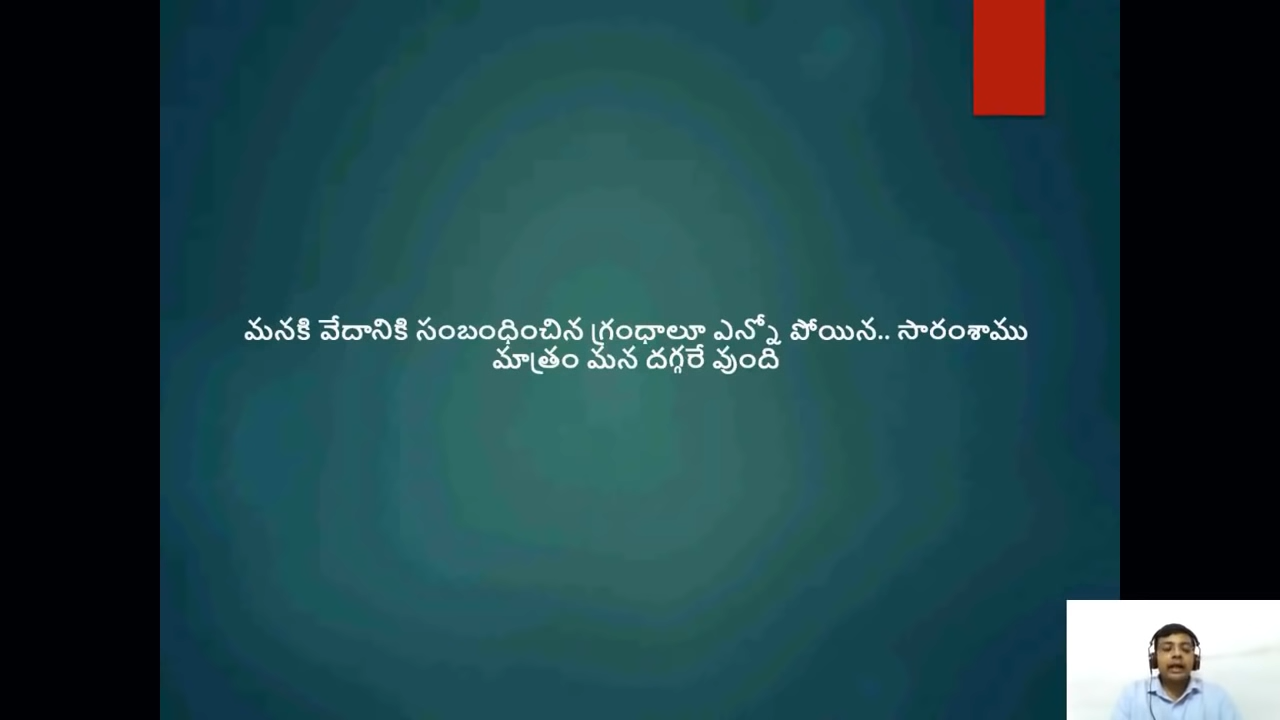 మనకి వేదానికి సంబంధించిన గ్రంధాలూ ఎన్నో పోయిన.. సారంశాము
మాత్రం మన దగ్గరే వుంది